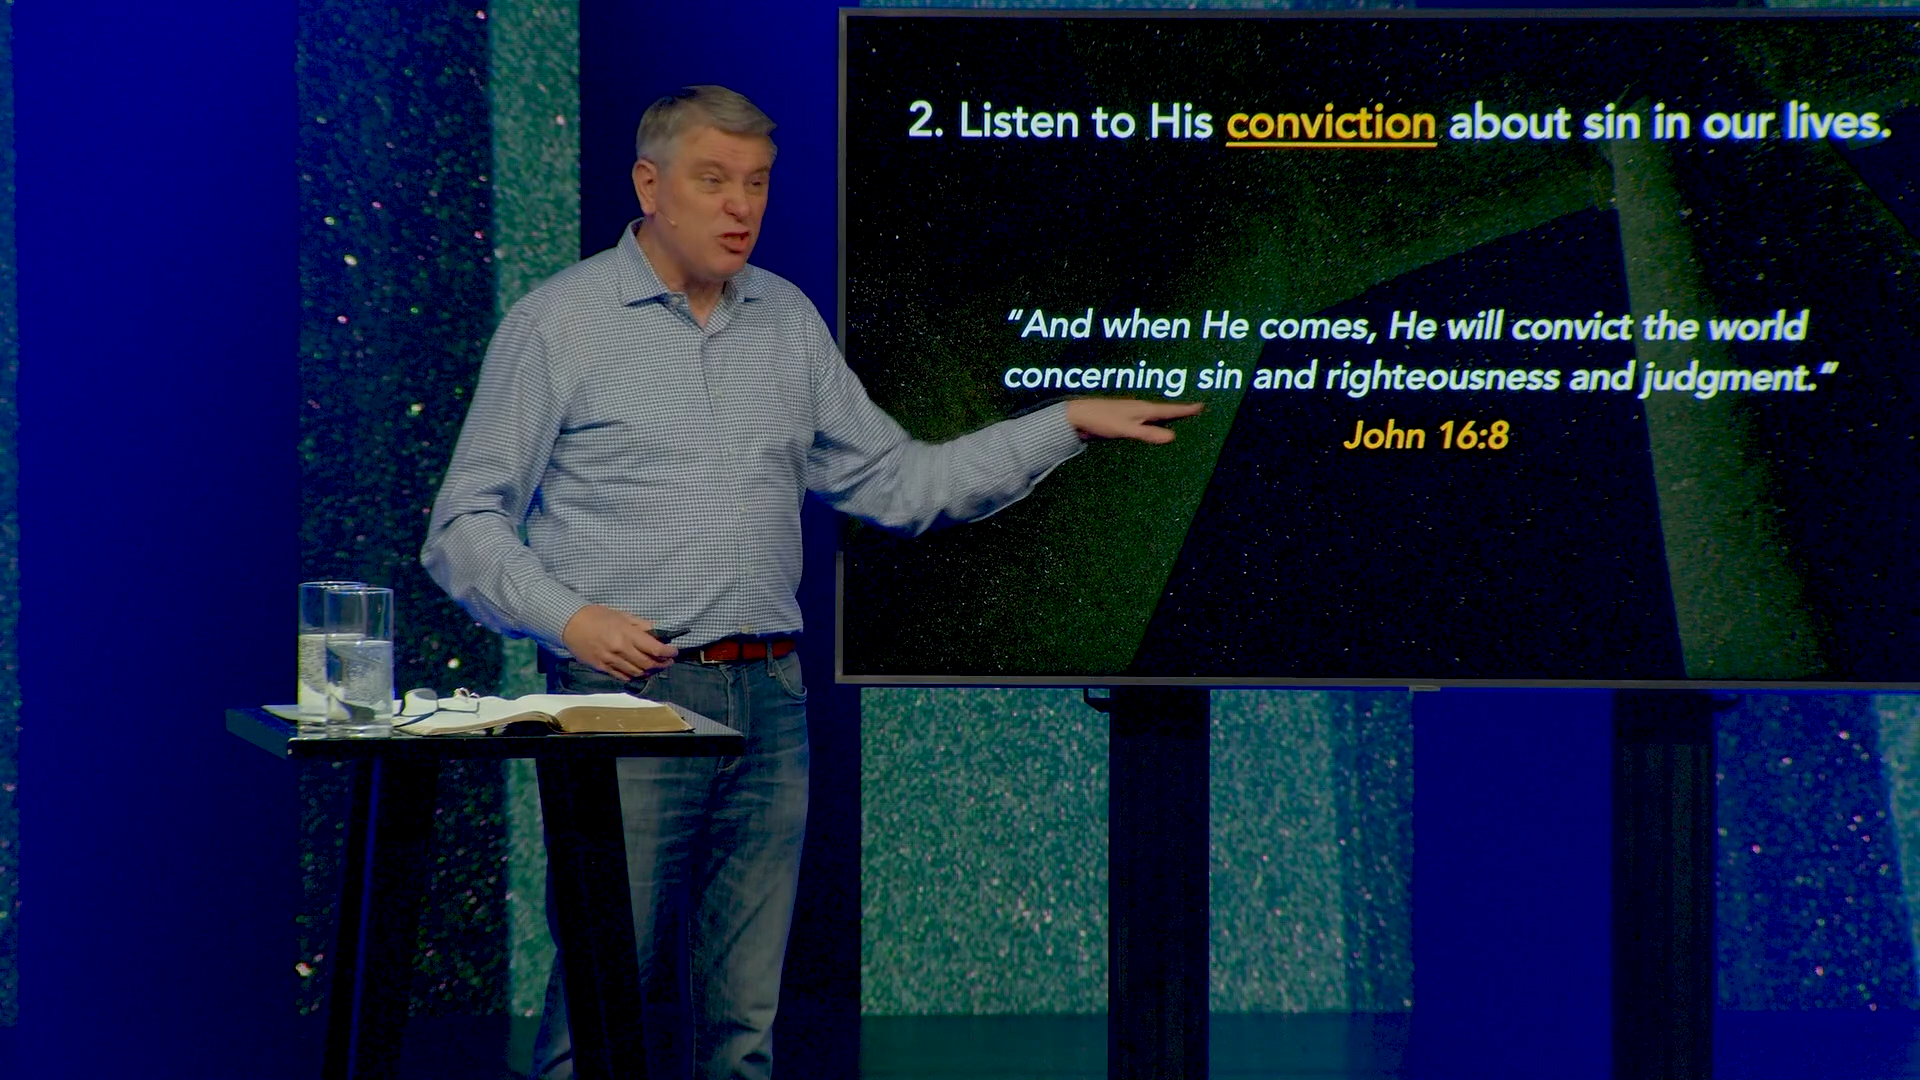 2. Listen to His conviction about sin in our lives.
“And when He comes, He will convict the world
concerning sin and righteousness and judgment.”
John 16:8